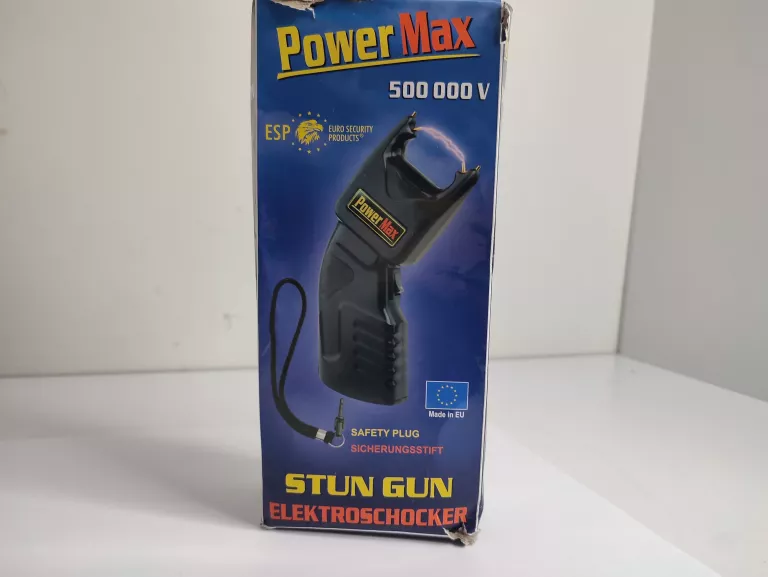 Power Max
500 000 V
ESP
EURO SECURITY
PRODUCTS®
Power Max
Made in EU
SAFETY PLUG
SICHERUNGSSTIFT
STUN GUN
ELEKTROSCHOCKER